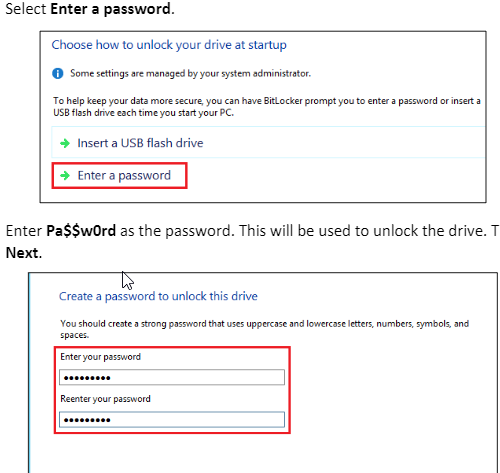 Select Enter a password.
Choose how to unlock your drive at startup
Some settings are managed by your system administrator.
To help keep your data more secure, you can have BitLocker prompt you to enter a password or insert a
USB flash drive each time you start your PC.
Insert a USB flash drive
Enter a password
Enter Pa$$w0rd as the password. This will be used to unlock the drive. T
Next.
Create a password to unlock this drive
You should create a strong password that uses uppercase and lowercase letters, numbers, symbols, and
spaces.
Enter your password
•••••••••
Reenter your password
•••••••••